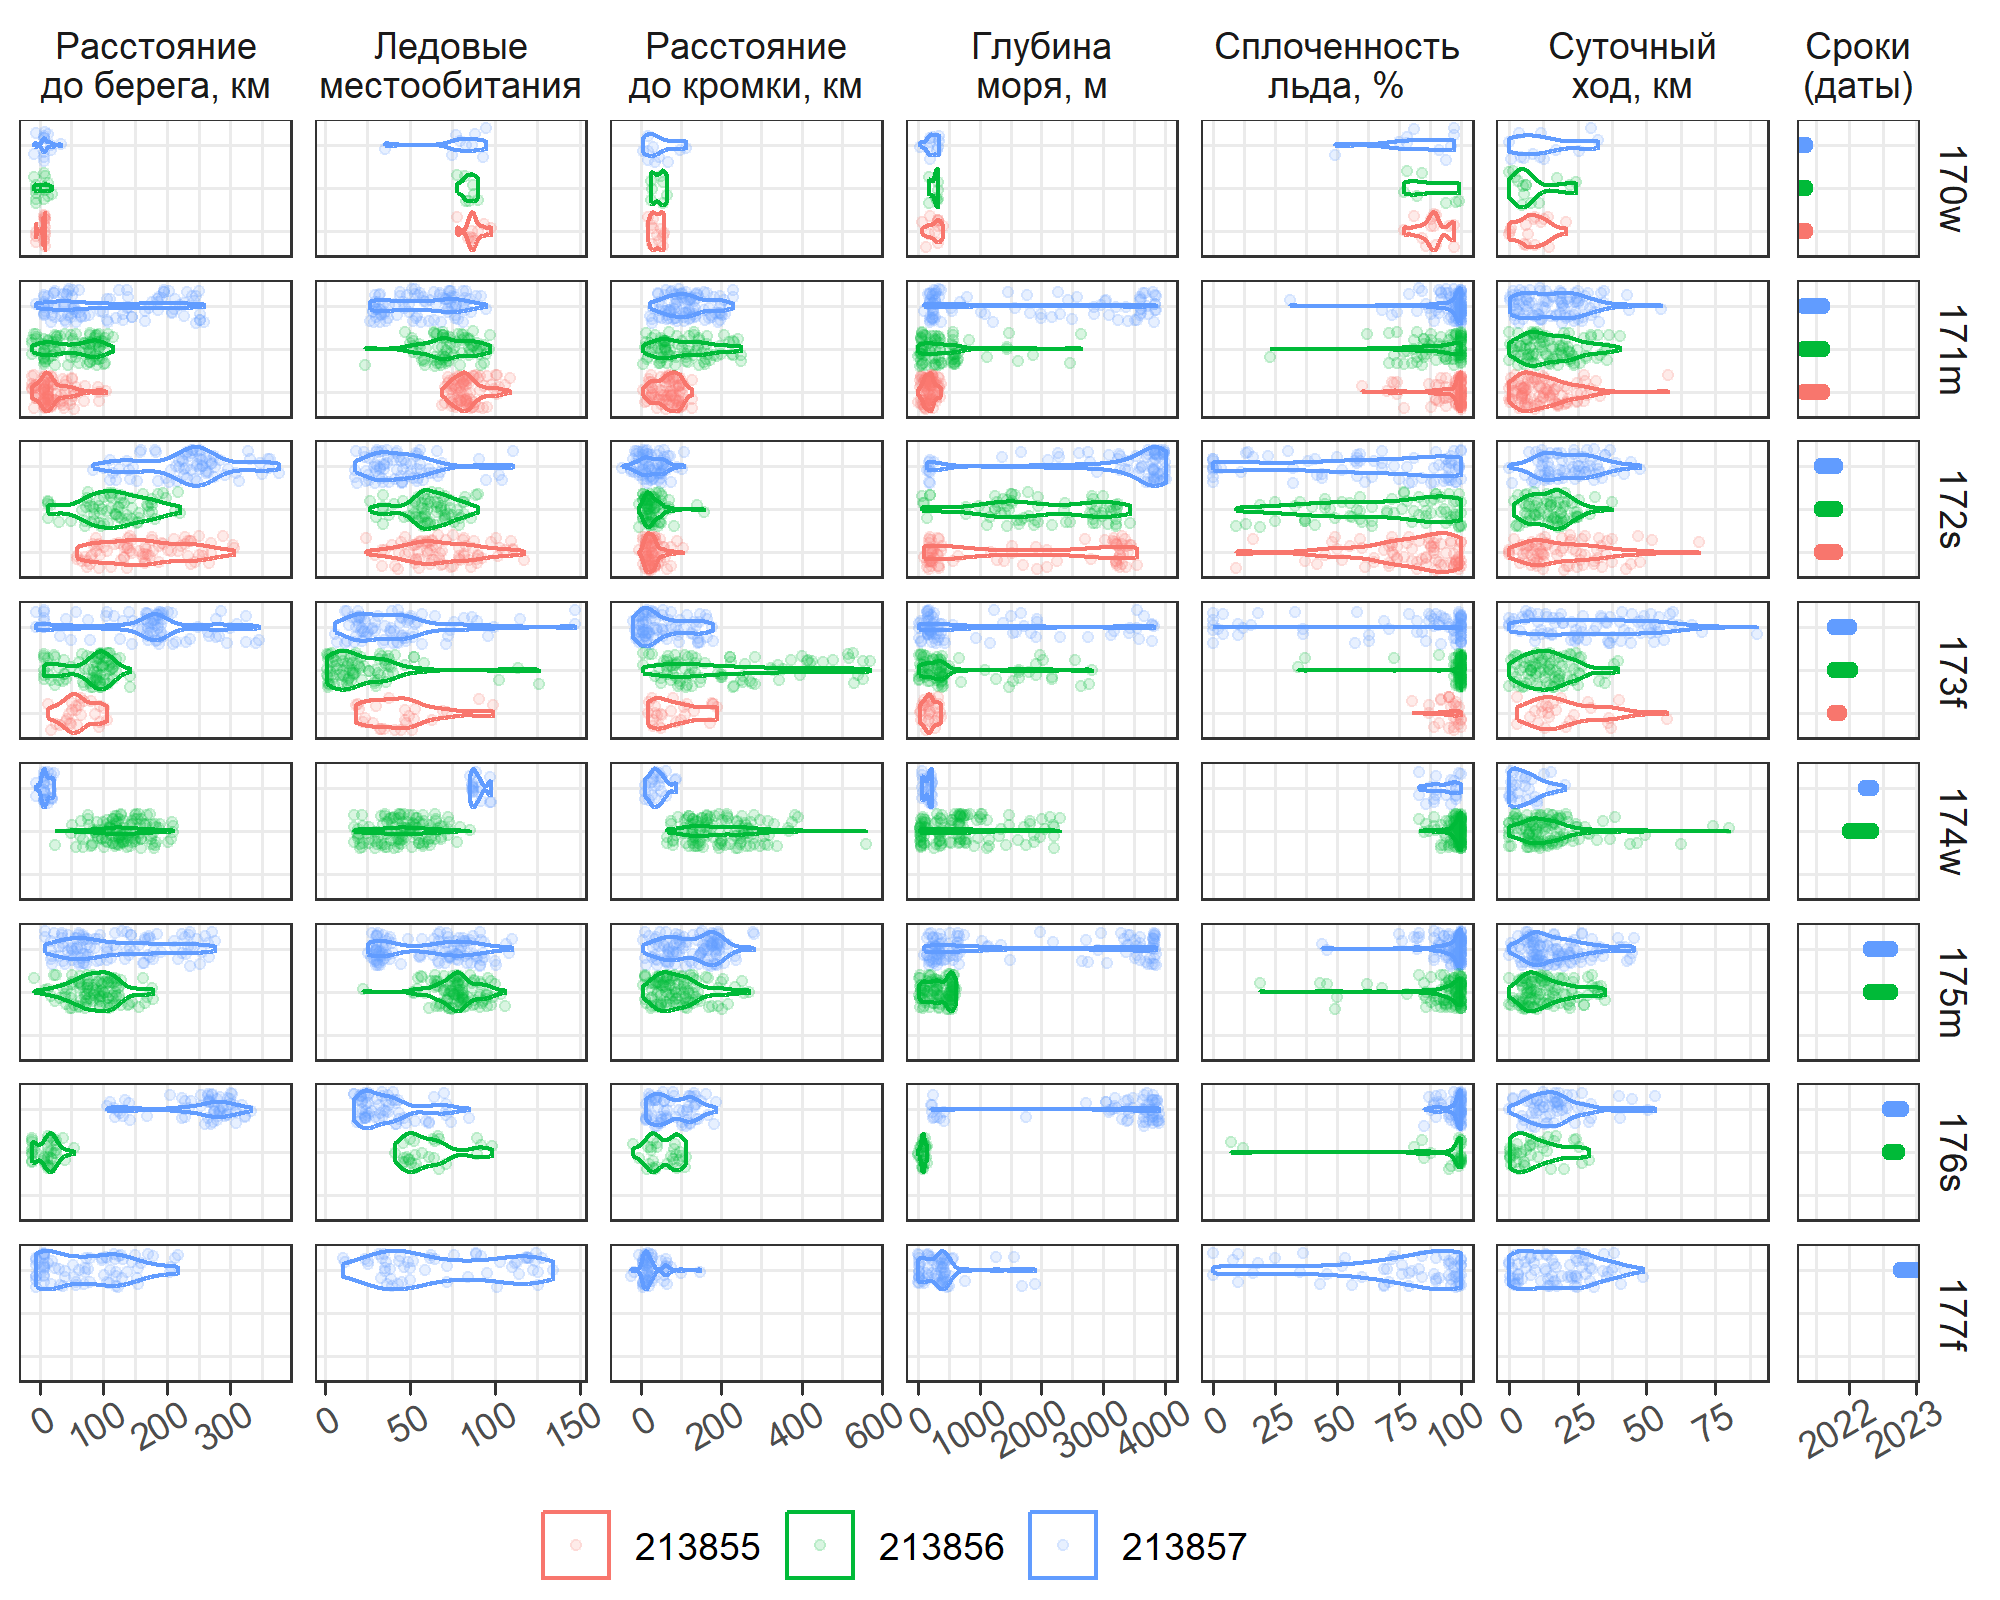 Расстояние
до берега, км
Ледовые
местообитания
Расстояние
до кромки, км
Глубина
моря, м
Сплоченность
льда, %
Суточный
ход, км
Сроки
(даты)
170w
171m
172s
173f
174w
175m
176s
177f
0 100 200 300
0 50 100 150
0 200 400 600
0 1000 2000 3000 4000
0 25 50 75 100
0 25 50 75
2022 2023
213855 213856 213857